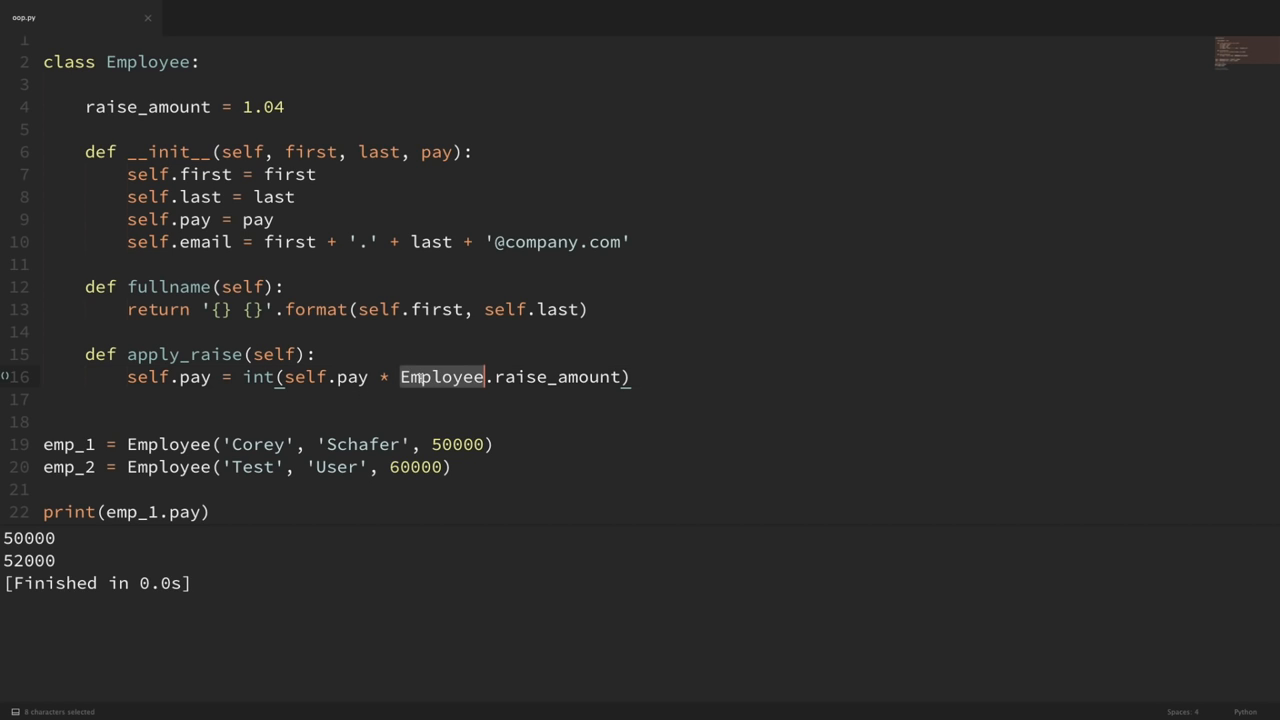 oop.py ×
1
2 class Employee:
3
4     raise_amount = 1.04
5
6     def __init__(self, first, last, pay):
7         self.first = first
8         self.last = last
9         self.pay = pay
10         self.email = first + '.' + last + '@company.com'
11
12     def fullname(self):
13         return '{} {}'.format(self.first, self.last)
14
15     def apply_raise(self):
()16         self.pay = int(self.pay * Employee.raise_amount)
17
18
19 emp_1 = Employee('Corey', 'Schafer', 50000)
20 emp_2 = Employee('Test', 'User', 60000)
21
22 print(emp_1.pay)
50000
52000
[Finished in 0.0s]
8 characters selected Spaces: 4 Python